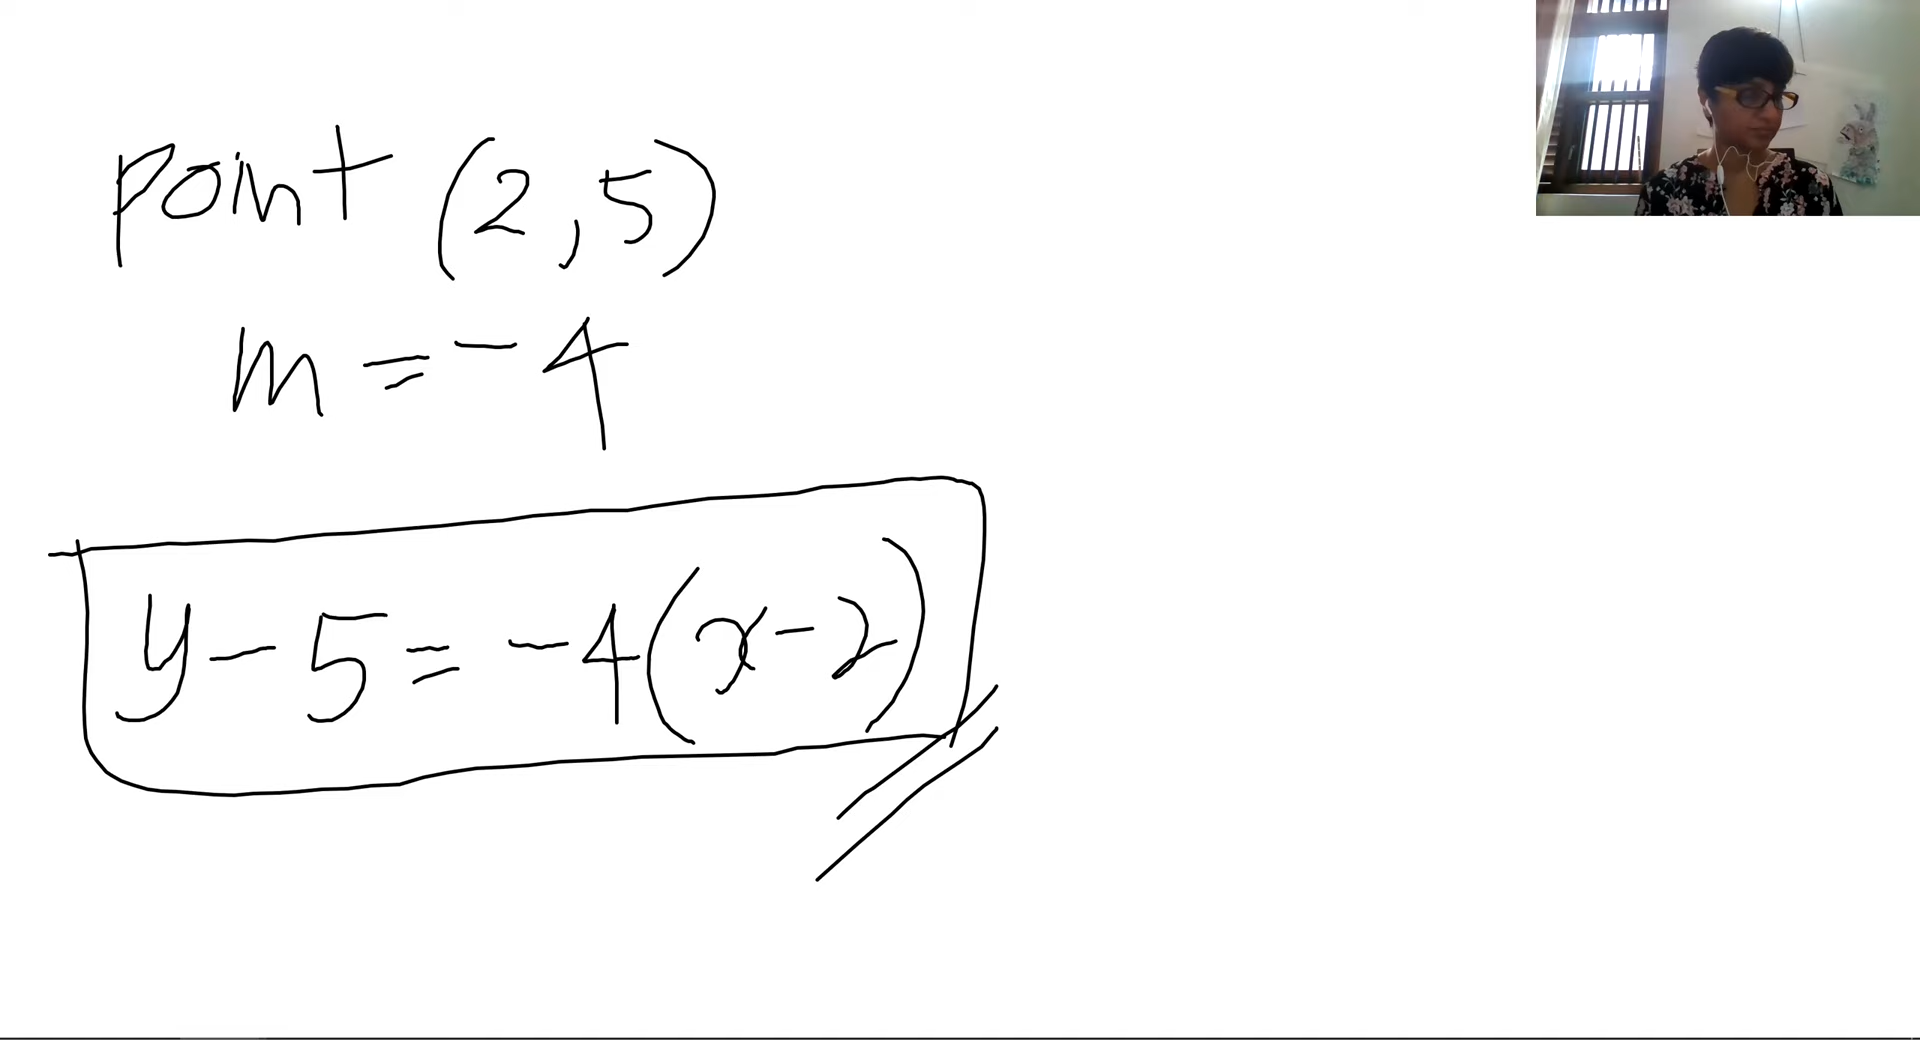 point (2,5)
m = -4
y - 5 = -4(x - 2)